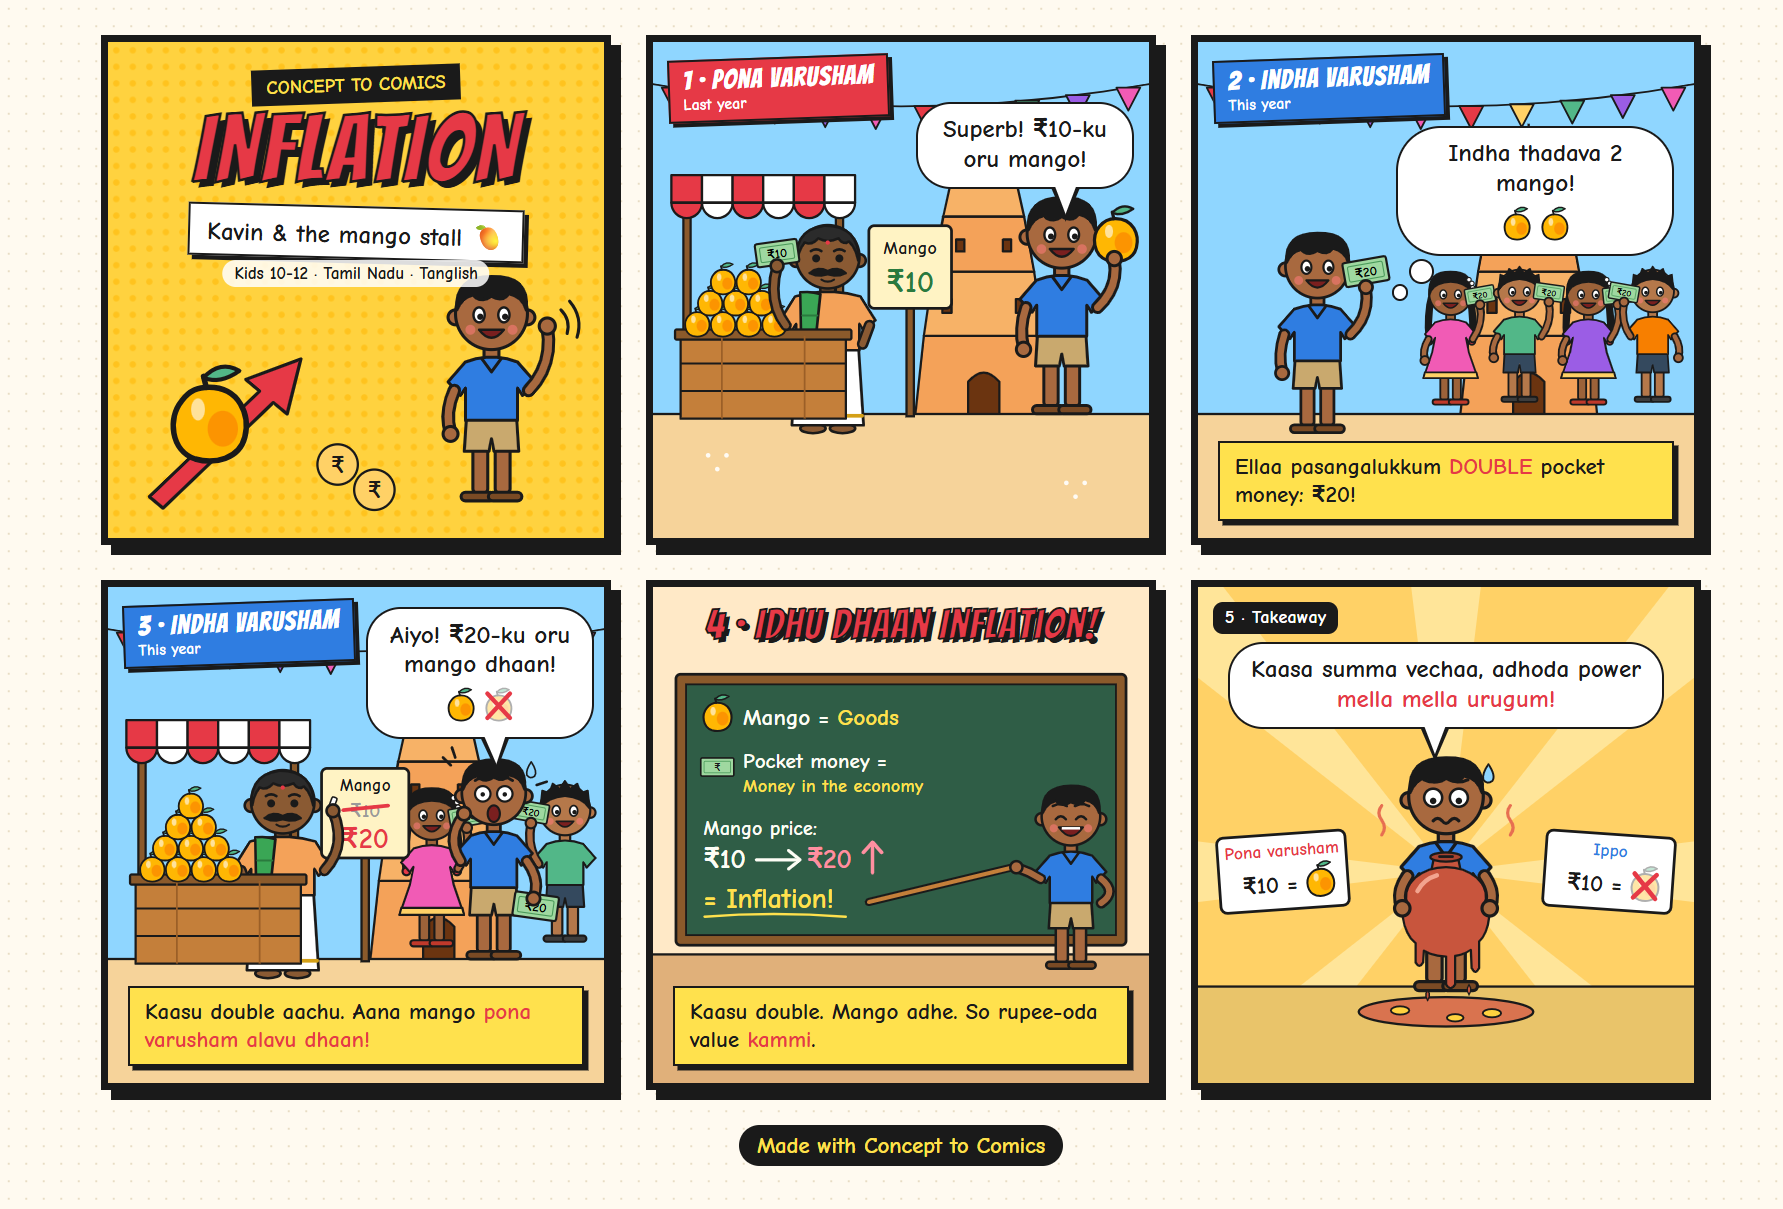 CONCEPT TO COMICS
INFLATION
Kavin & the mango stall 🥭
Kids 10-12 · Tamil Nadu · Tanglish
₹
₹
1 · PONA VARUSHAM
Last year
Superb! ₹10-ku
oru mango!
₹10
Mango
₹10
2 · INDHA VARUSHAM
This year
Indha thadava 2
mango!
₹20
₹20
₹20
₹20
Ellaa pasangalukkum DOUBLE pocket
money: ₹20!
3 · INDHA VARUSHAM
This year
Aiyo! ₹20-ku oru
mango dhaan!
Mango
₹10
₹20
₹20
₹20
Kaasu double aachu. Aana mango pona
varusham alavu dhaan!
4 · IDHU DHAAN INFLATION!
Mango = Goods
₹
Pocket money =
Money in the economy
Mango price:
₹10 → ₹20 ↑
= Inflation!
Kaasu double. Mango adhe. So rupee-oda
value kammi.
5 · Takeaway
Kaasa summa vechaa, adhoda power
mella mella urugum!
Pona varusham
₹10 =
Ippo
₹10 =
Made with Concept to Comics